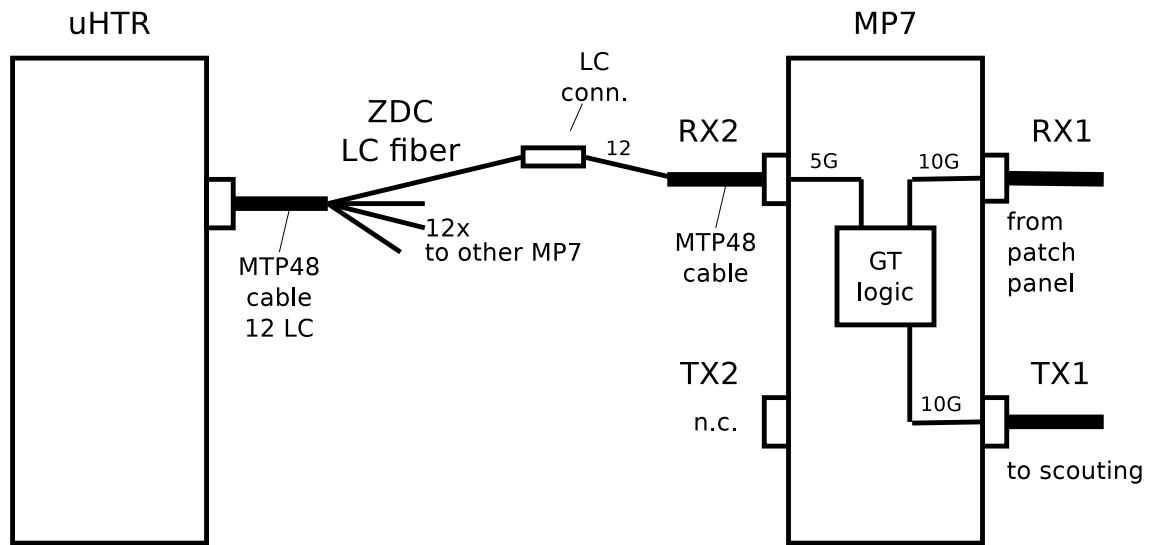 uHTR
MP7
LC
conn.
ZDC
LC fiber
12
RX2
RX1
5G
10G
12x
to other MP7
MTP48
cable
12 LC
MTP48
cable
GT
logic
from
patch
panel
TX2
n.c.
TX1
10G
to scouting